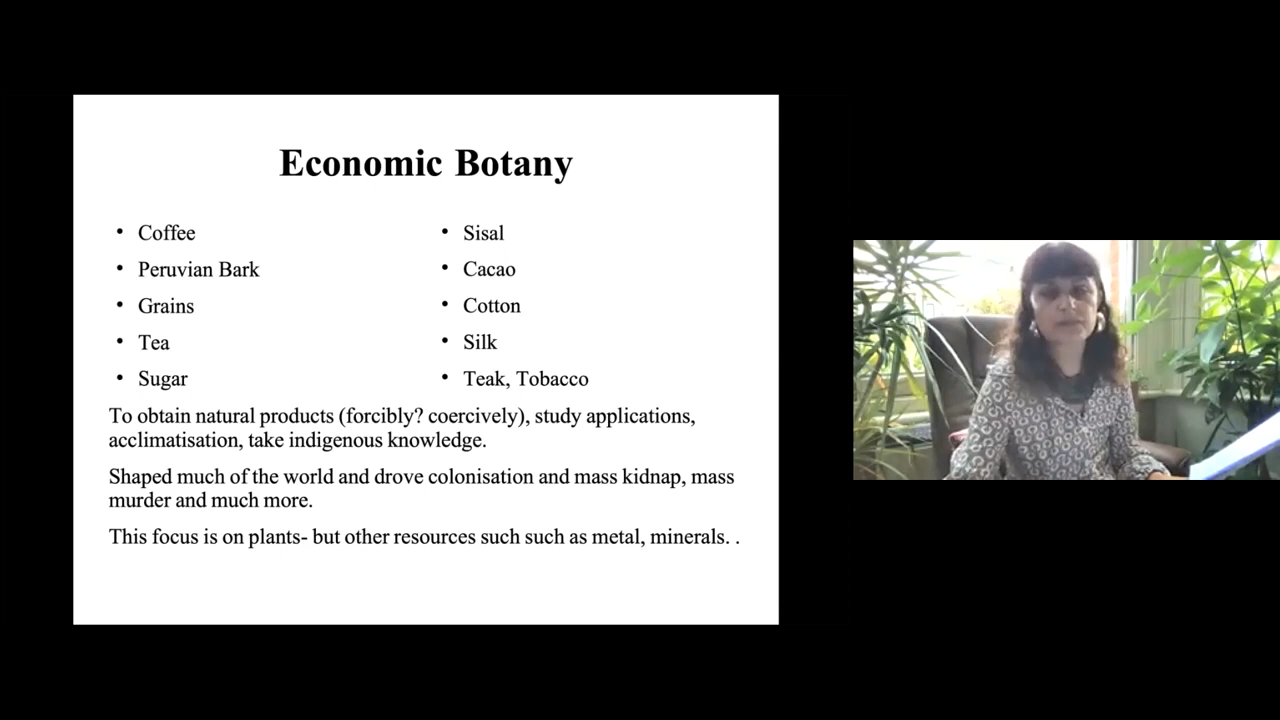 Economic Botany
• Coffee
• Peruvian Bark
• Grains
• Tea
• Sugar
• Sisal
• Cacao
• Cotton
• Silk
• Teak, Tobacco
To obtain natural products (forcibly? coercively), study applications,
acclimatisation, take indigenous knowledge.
Shaped much of the world and drove colonisation and mass kidnap, mass
murder and much more.
This focus is on plants- but other resources such such as metal, minerals. .